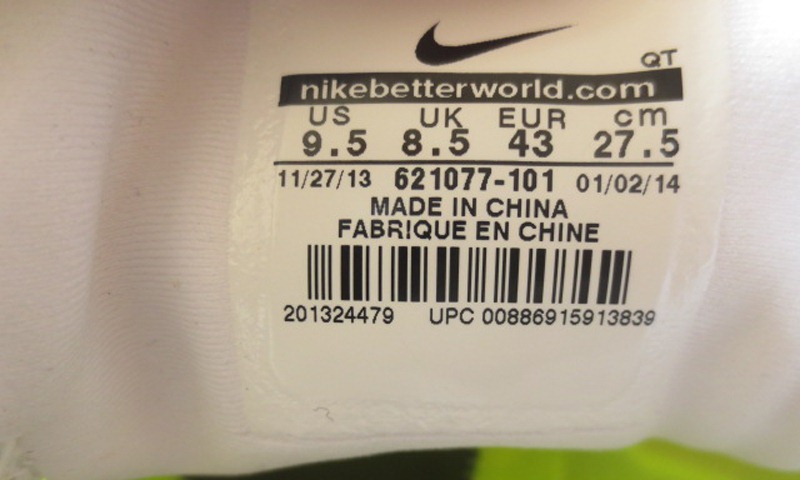 QT
nikebetterworld.com
US UK EUR cm
9.5 8.5 43 27.5
11/27/13 621077-101 01/02/14
MADE IN CHINA
FABRIQUE EN CHINE
201324479 UPC 00886915913839